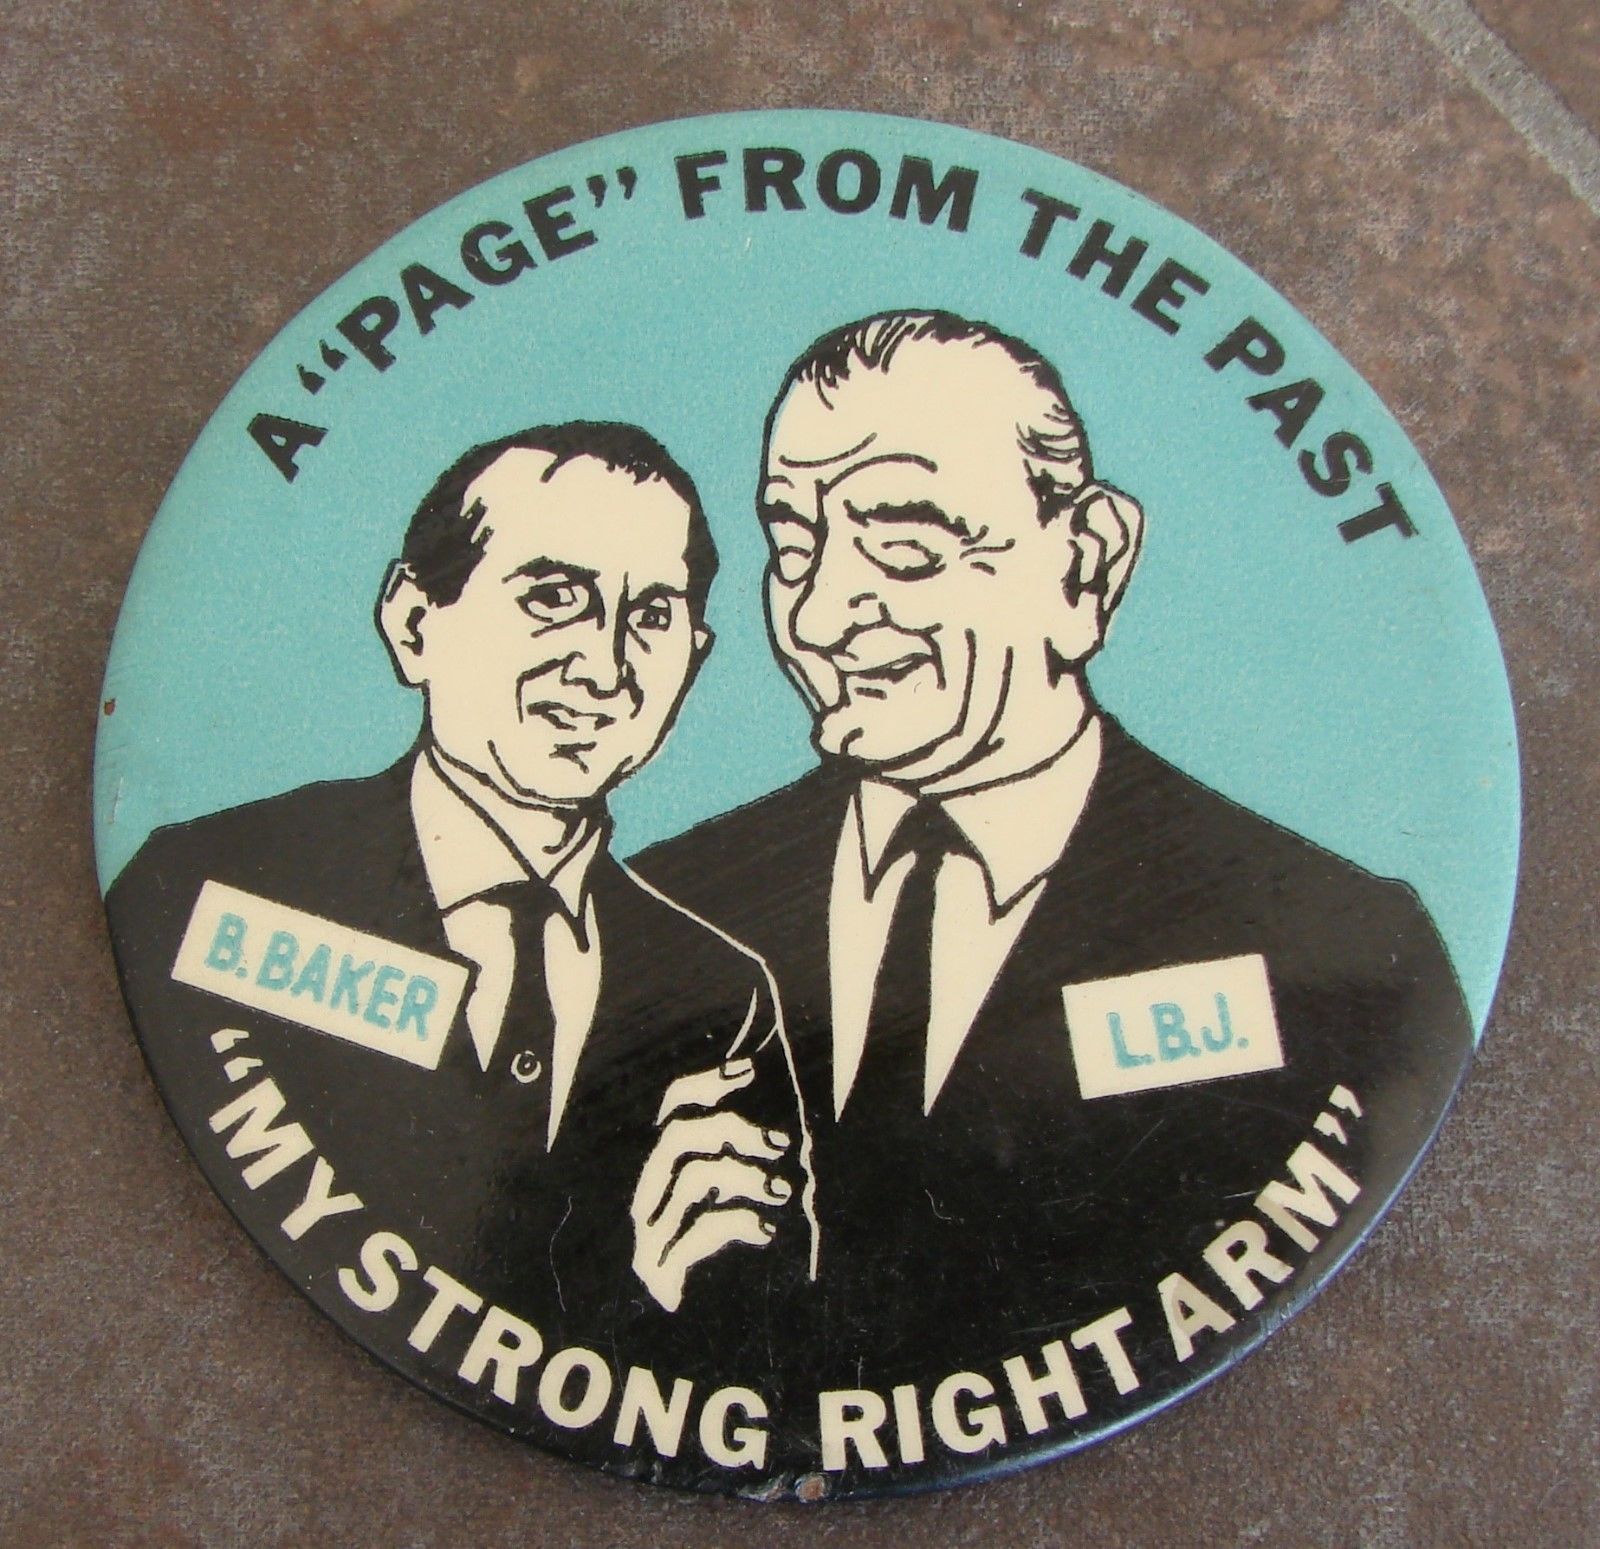 A “PAGE” FROM THE PAST
B. BAKER
L.B.J.
“MY STRONG RIGHT ARM”